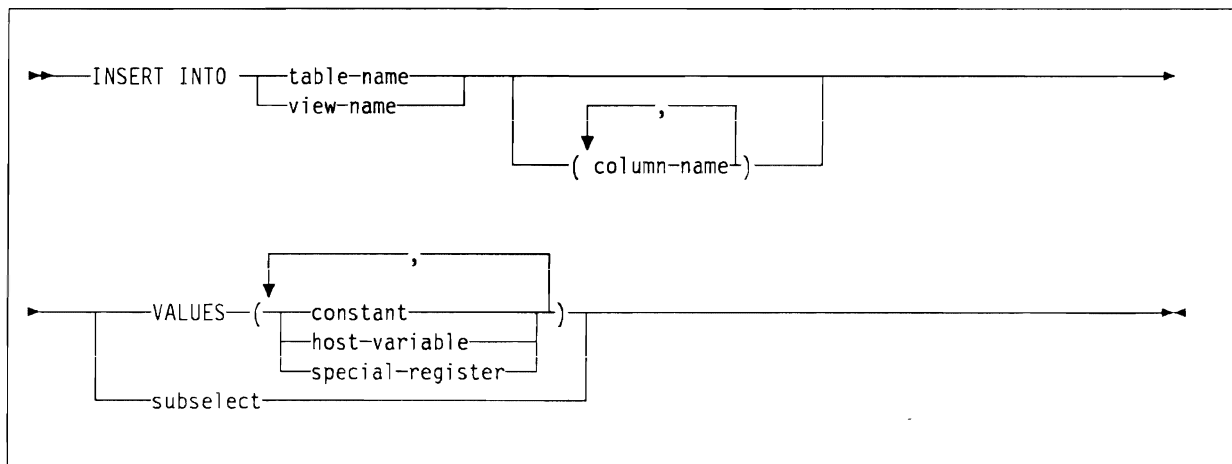 INSERT INTO table-name
view-name
,
( column-name )
,
VALUES ( constant )
host-variable
special-register
subselect